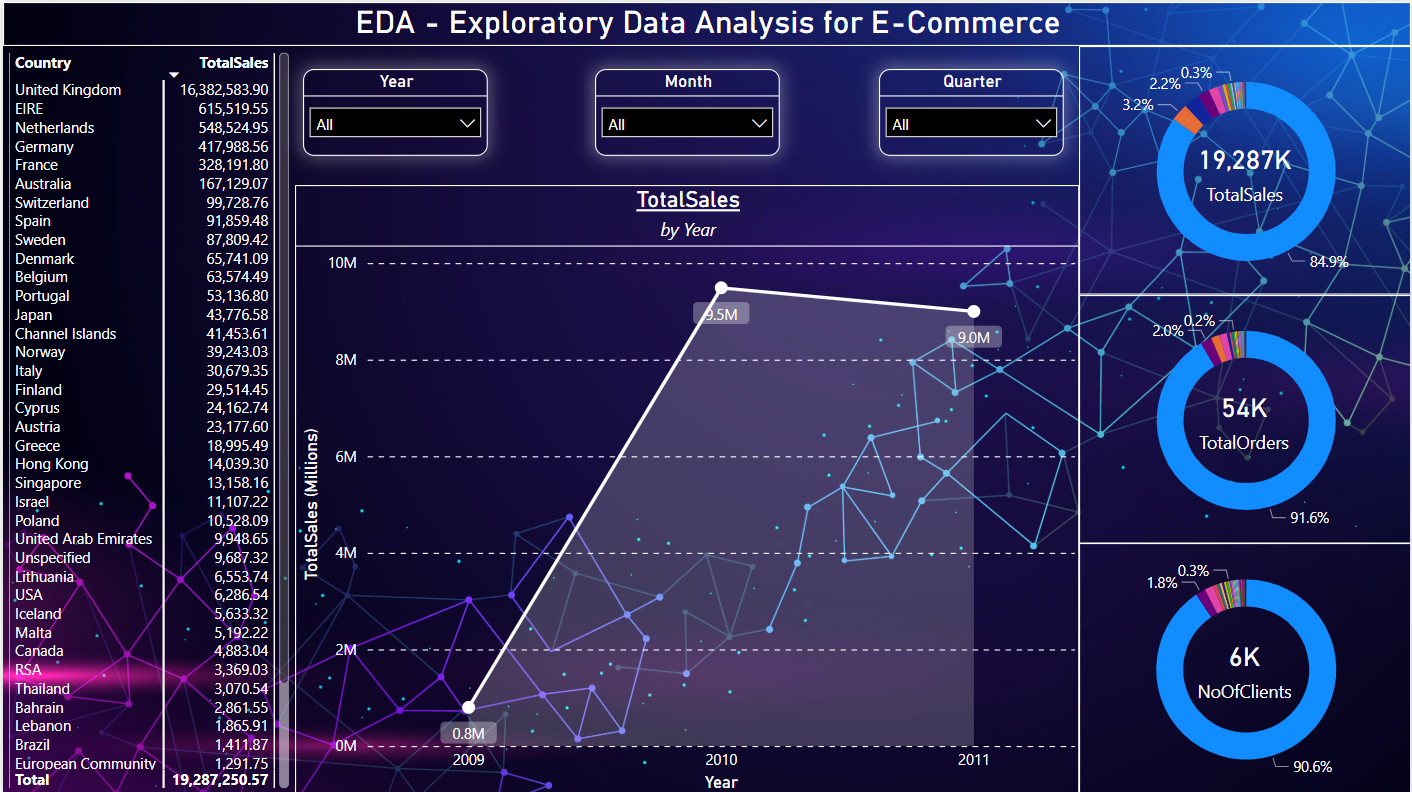 EDA - Exploratory Data Analysis for E-Commerce
Country TotalSales
United Kingdom 16,382,583.90
EIRE 615,519.55
Netherlands 548,524.95
Germany 417,988.56
France 328,191.80
Australia 167,129.07
Switzerland 99,728.76
Spain 91,859.48
Sweden 87,809.42
Denmark 65,741.09
Belgium 63,574.49
Portugal 53,136.80
Japan 43,776.58
Channel Islands 41,453.61
Norway 39,243.03
Italy 30,679.35
Finland 29,514.45
Cyprus 24,162.74
Austria 23,177.60
Greece 18,995.49
Hong Kong 14,039.30
Singapore 13,158.16
Israel 11,107.22
Poland 10,528.09
United Arab Emirates 9,948.65
Unspecified 9,687.32
Lithuania 6,553.74
USA 6,286.54
Iceland 5,633.32
Malta 5,192.22
Canada 4,883.04
RSA 3,369.03
Thailand 3,070.54
Bahrain 2,861.55
Lebanon 1,865.91
Brazil 1,411.87
European Community 1,291.75
Total 19,287,250.57
Year
All
Month
All
Quarter
All
TotalSales
by Year
TotalSales (Millions)
10M
8M
6M
4M
2M
0M
0.8M
9.5M
9.0M
2009 2010 2011
Year
0.3%
2.2%
3.2%
19,287K
TotalSales
84.9%
0.2%
2.0%
54K
TotalOrders
91.6%
0.3%
1.8%
6K
NoOfClients
90.6%